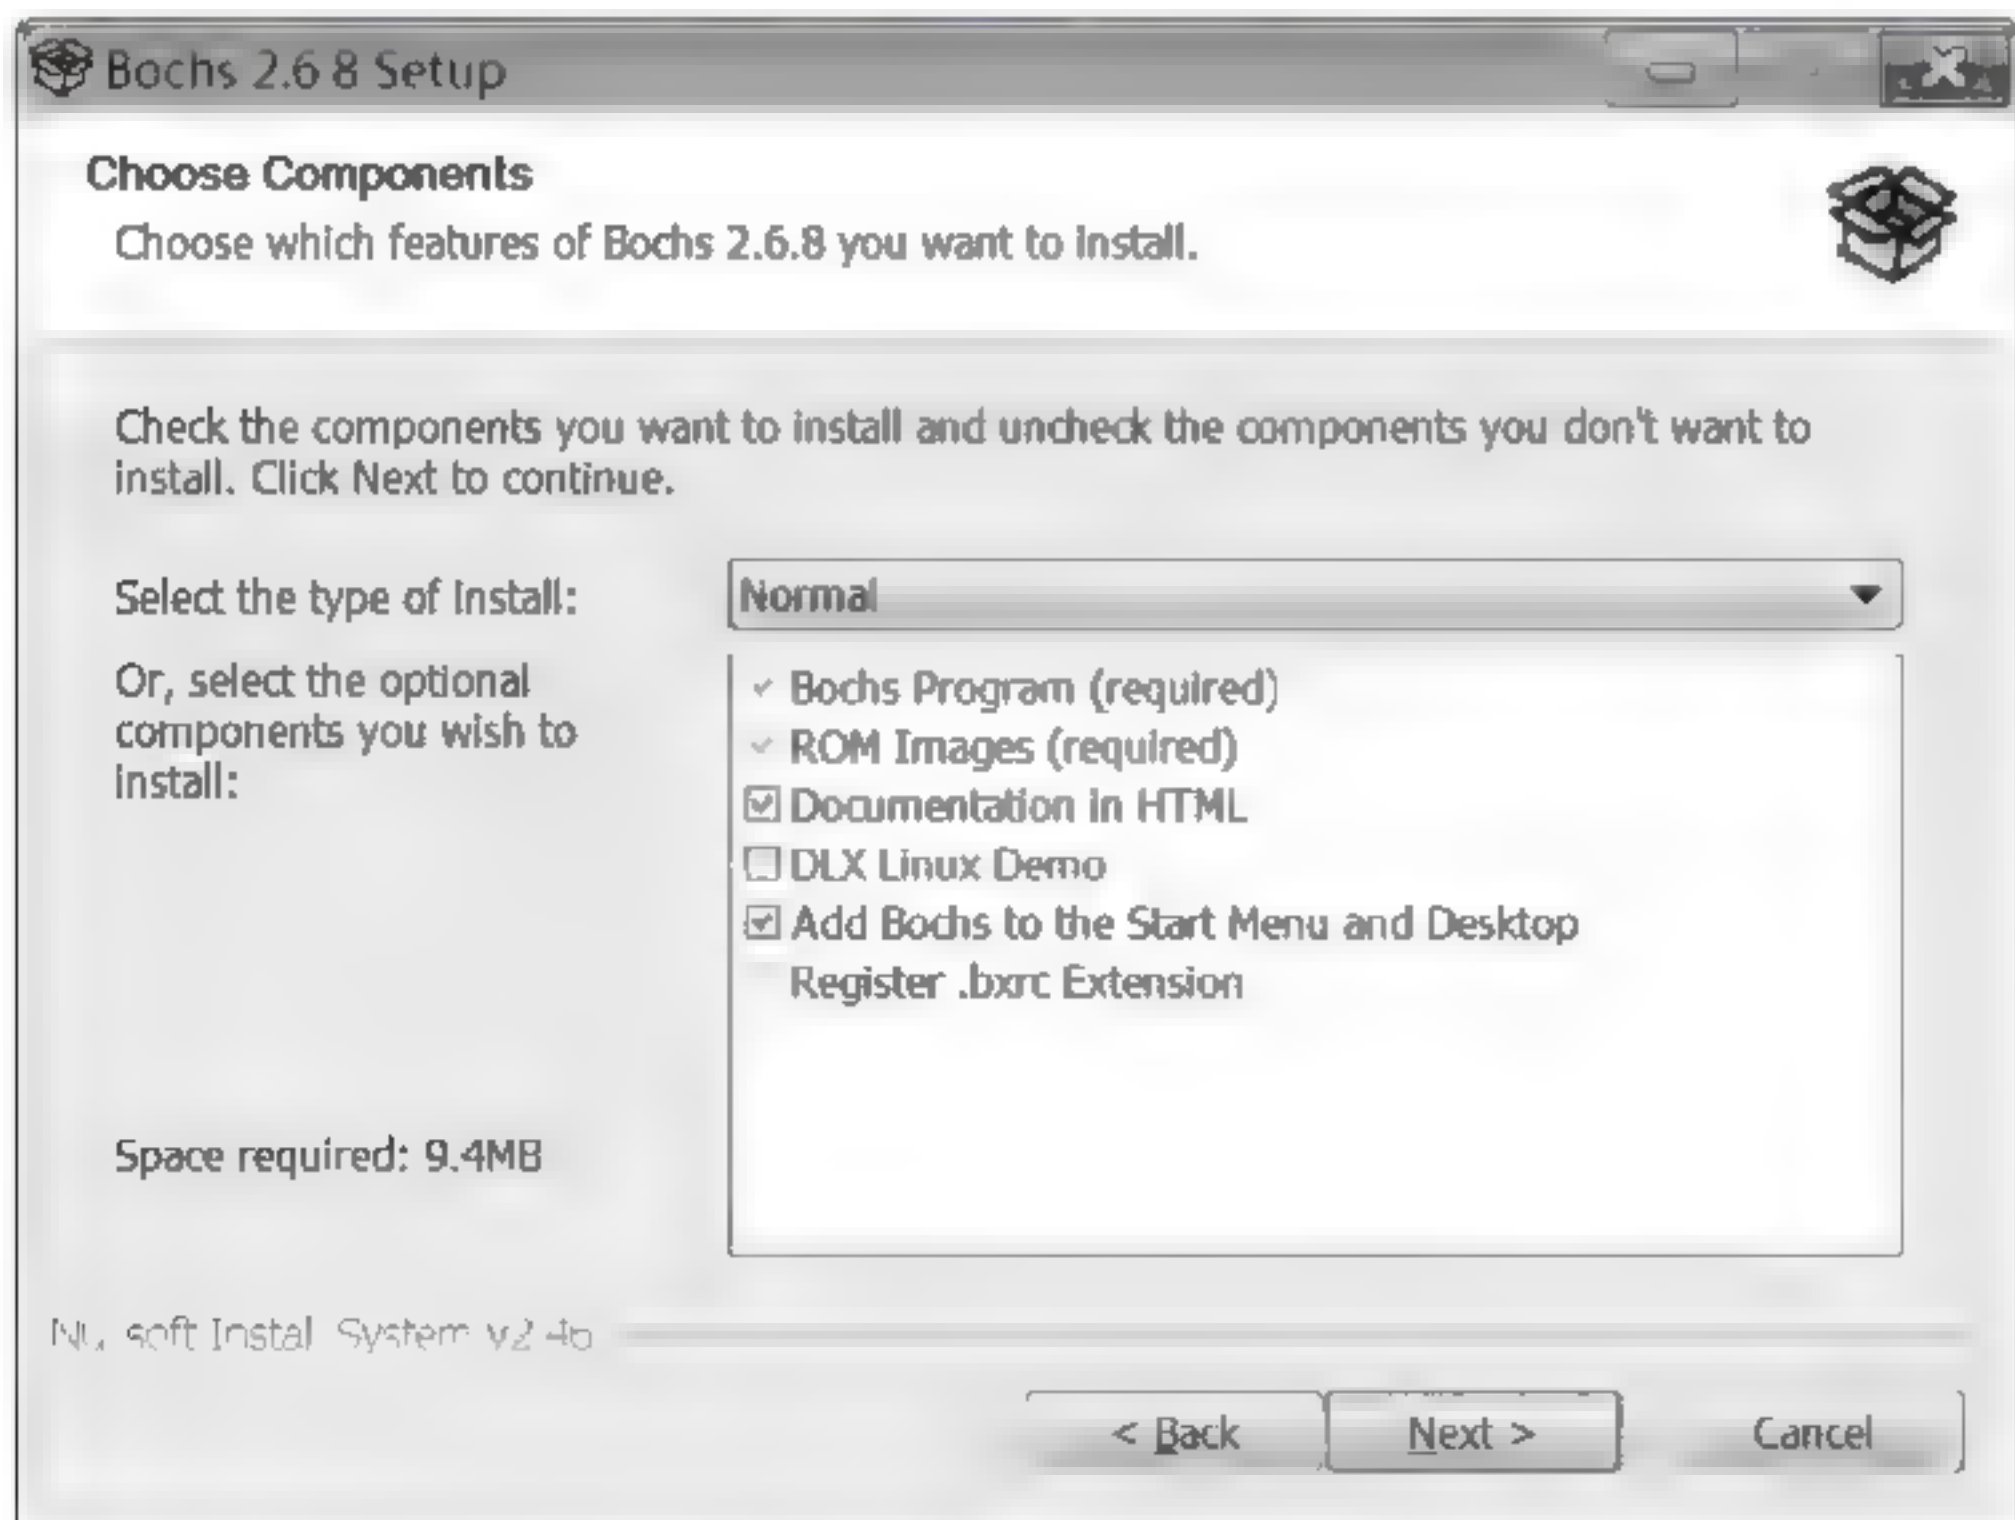 Bochs 2.6 8 Setup
Choose Components
Choose which features of Bochs 2.6.8 you want to install.
Check the components you want to install and uncheck the components you don't want to
install. Click Next to continue.
Select the type of install:
Normal
Or, select the optional
components you wish to
install:
Bochs Program (required)
ROM Images (required)
Documentation in HTML
DLX Linux Demo
Add Bochs to the Start Menu and Desktop
Register .bxrc Extension
Space required: 9.4MB
System
< Back
Next >
Cancel